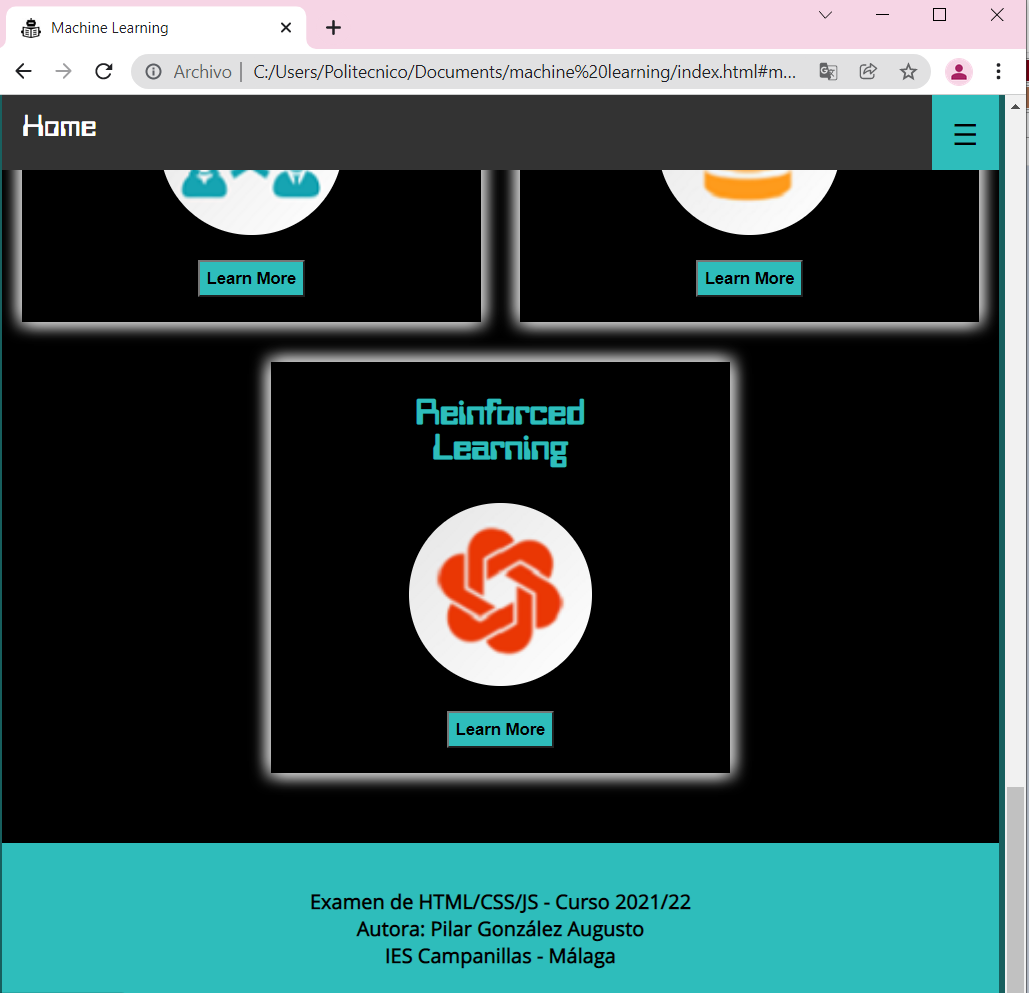 Machine Learning
Archivo | C:/Users/Politecnico/Documents/machine%20learning/index.html#m...
Home
Learn More
Learn More
Reinforced
Learning
Learn More
Examen de HTML/CSS/JS - Curso 2021/22
Autora: Pilar González Augusto
IES Campanillas - Málaga